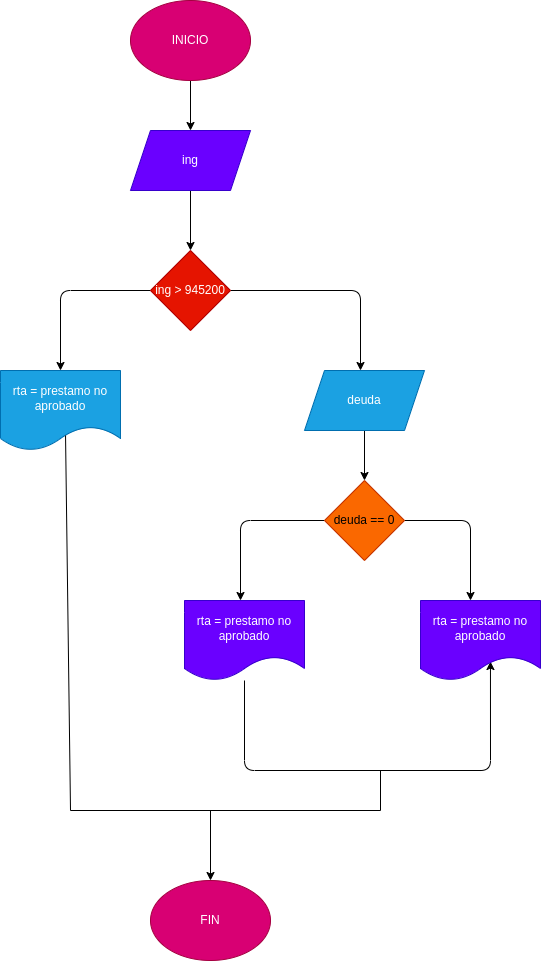 INICIO
ing
ing > 945200
rta = prestamo no
aprobado
deuda
deuda == 0
rta = prestamo no
aprobado
rta = prestamo no
aprobado
FIN